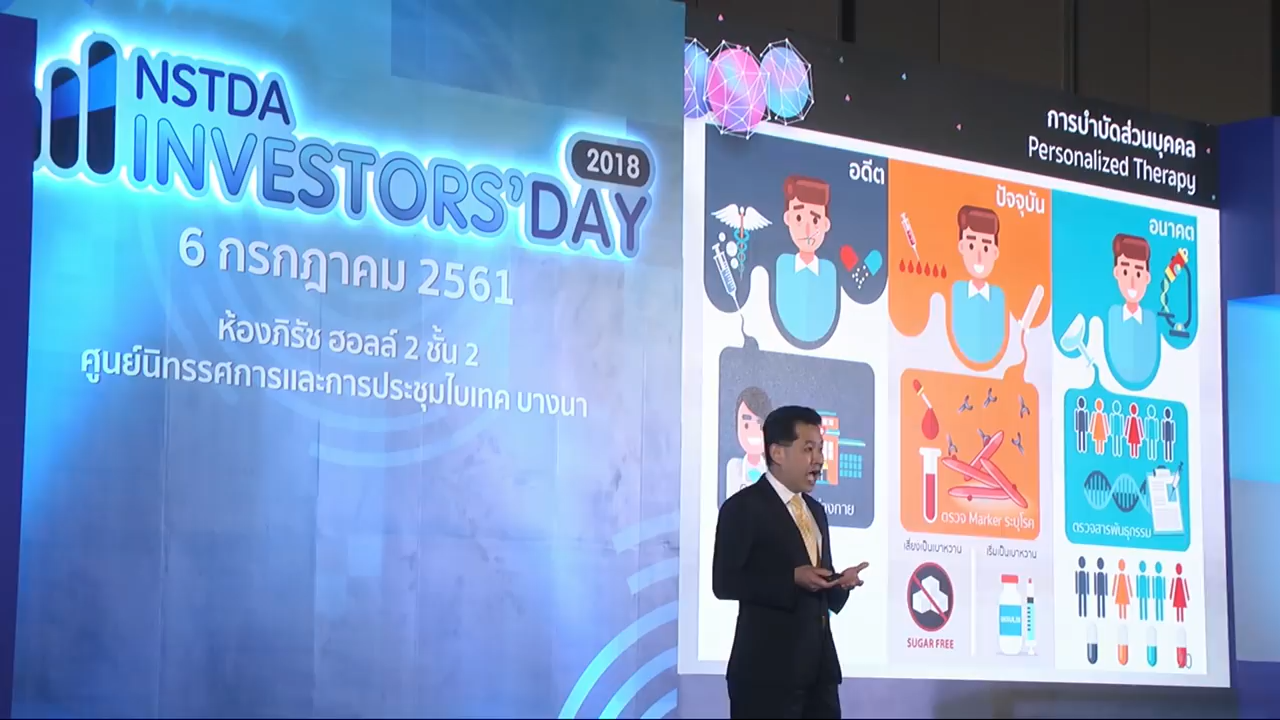 NSTDA
INVESTORS' DAY
2018
6 กรกฎาคม 2561
ห้องภิรัช ฮอลล์ 2 ชั้น 2
ศูนย์นิทรรศการและการประชุมไบเทค บางนา
การบำบัดส่วนบุคคล
Personalized Therapy
อดีต
ปัจจุบัน
อนาคต
ตรวจ Marker ระบุโรค
ตรวจสารพันธุกรรม
เสี่ยงเป็นเบาหวาน
เริ่มเป็นเบาหวาน
SUGAR FREE
INSULIN